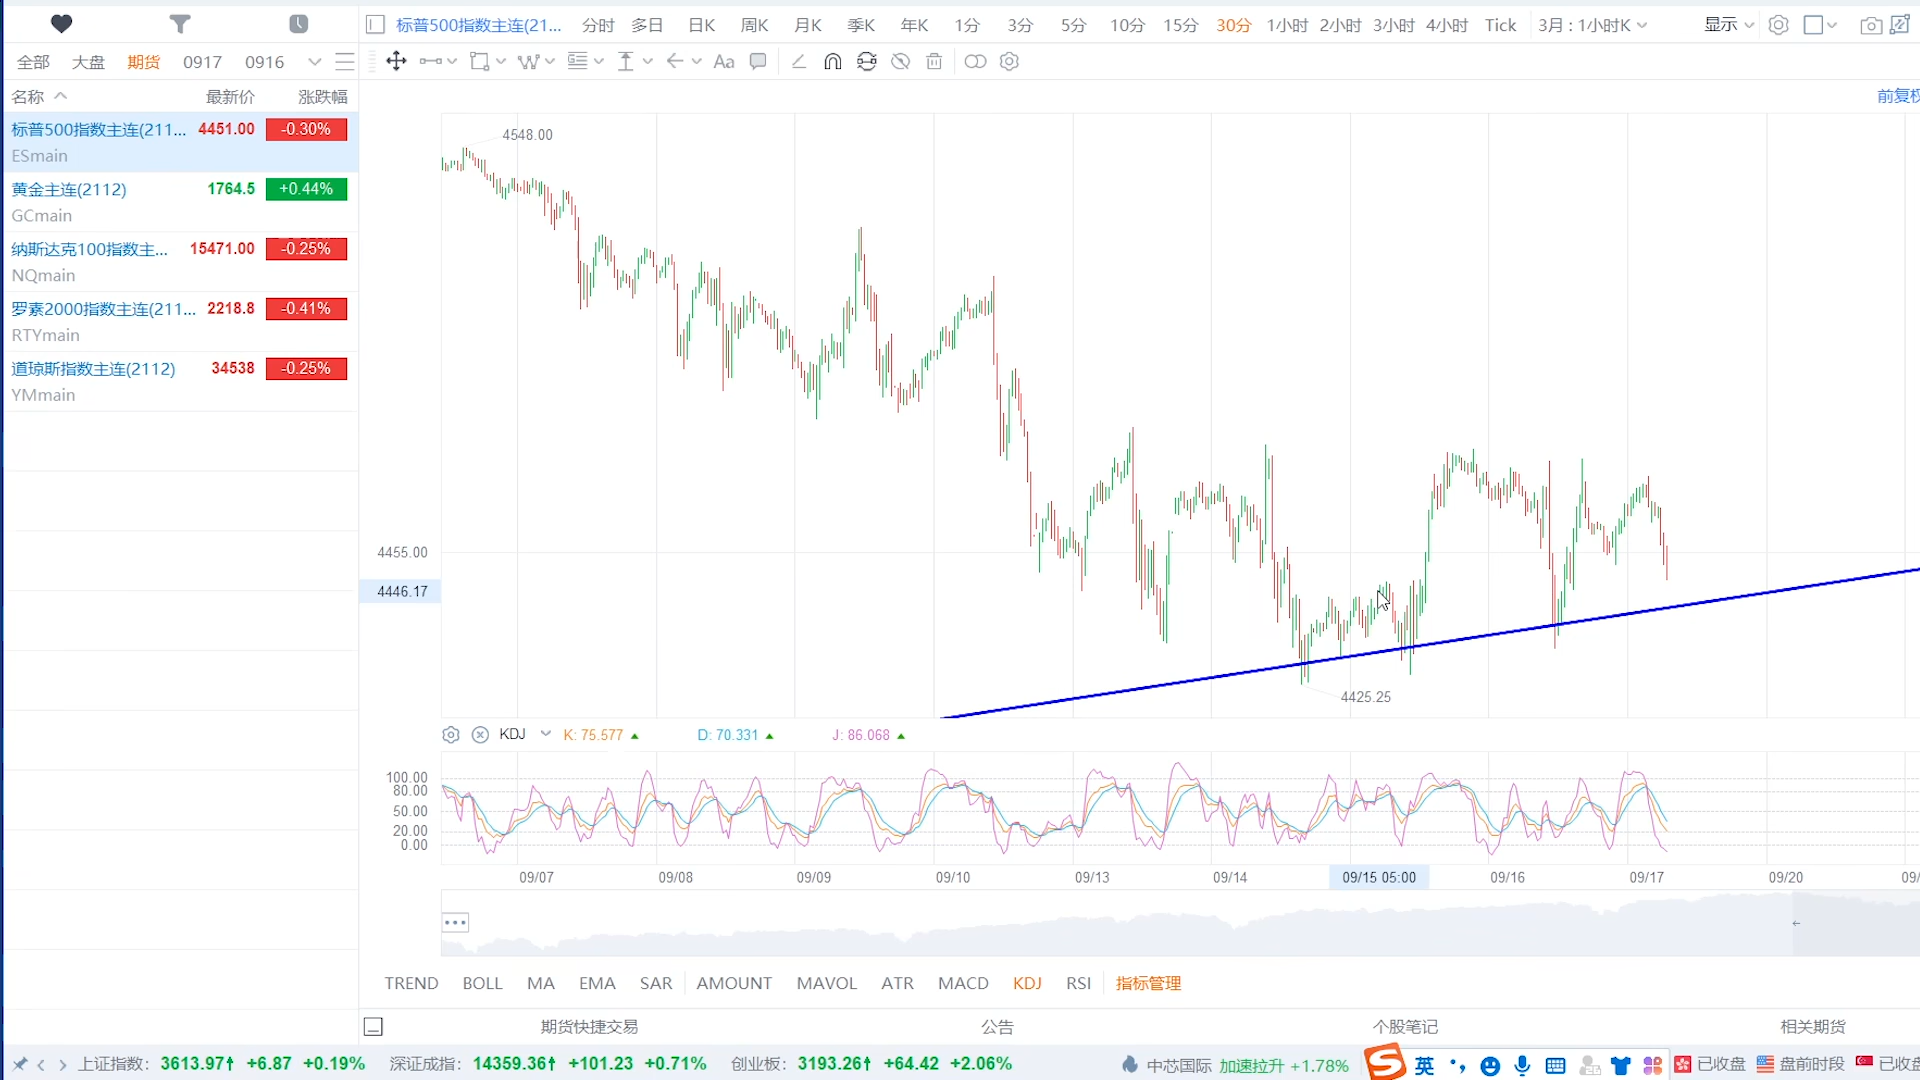 标普500指数主连(21... 分时 多日 日K 周K 月K 季K 年K 1分 3分 5分 10分 15分 30分 1小时 2小时 3小时 4小时 Tick 3月 : 1小时K 显示
全部 大盘 期货 0917 0916
Aa
名称 最新价 涨跌幅
前复权
标普500指数主连(211... 4451.00 -0.30%
ESmain
黄金主连(2112) 1764.5 +0.44%
GCmain
纳斯达克100指数主... 15471.00 -0.25%
NQmain
罗素2000指数主连(211... 2218.8 -0.41%
RTYmain
道琼斯指数主连(2112) 34538 -0.25%
YMmain
4548.00
4455.00
4446.17
4425.25
KDJ K: 75.577 D: 70.331 J: 86.068
100.00
80.00
50.00
20.00
0.00
09/07 09/08 09/09 09/10 09/13 09/14 09/15 05:00 09/16 09/17 09/20 09/
TREND BOLL MA EMA SAR AMOUNT MAVOL ATR MACD KDJ RSI 指标管理
期货快捷交易 公告 个股笔记 相关期货
上证指数: 3613.97↑ +6.87 +0.19% 深证成指: 14359.36↑ +101.23 +0.71% 创业板: 3193.26↑ +64.42 +2.06% 中芯国际 加速拉升 +1.78% S 英 已收盘 盘前时段 已收